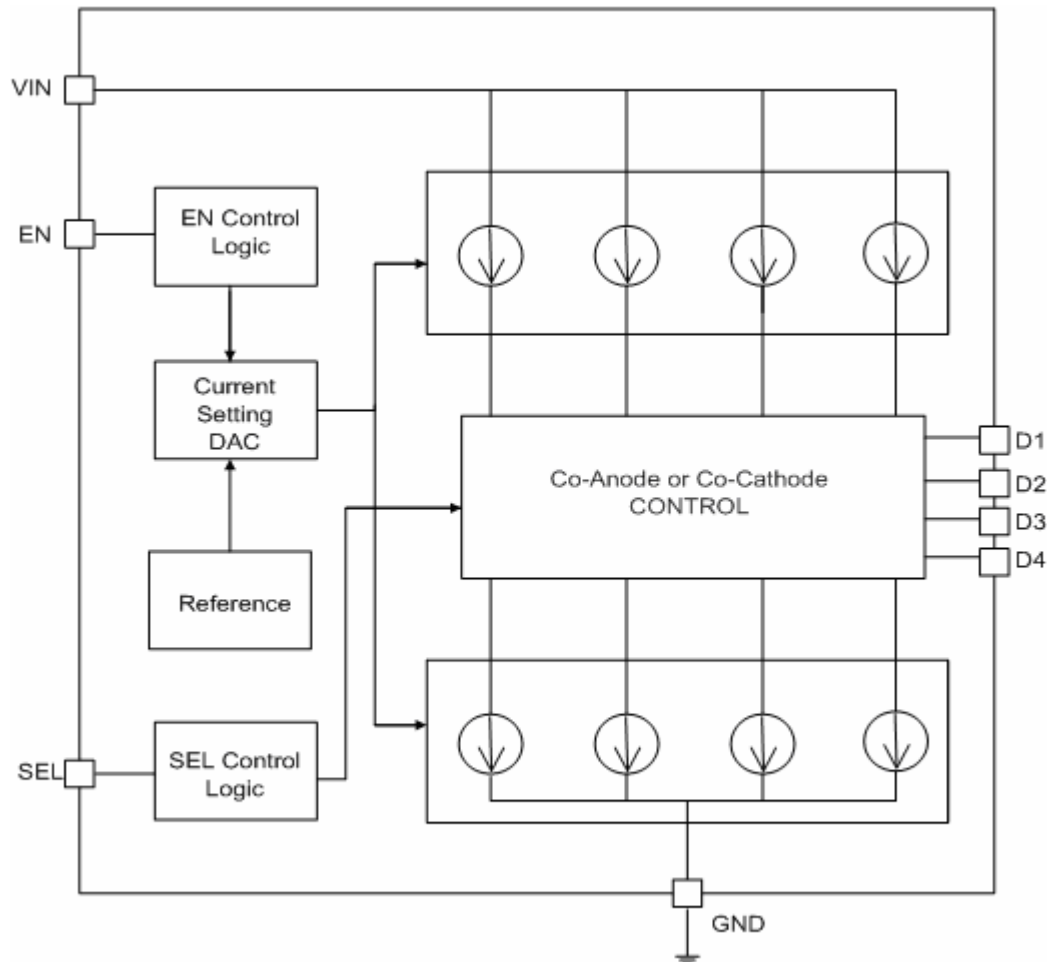 VIN
EN
EN Control
Logic
Current
Setting
DAC
Reference
SEL
SEL Control
Logic
Co-Anode or Co-Cathode
CONTROL
D1
D2
D3
D4
GND